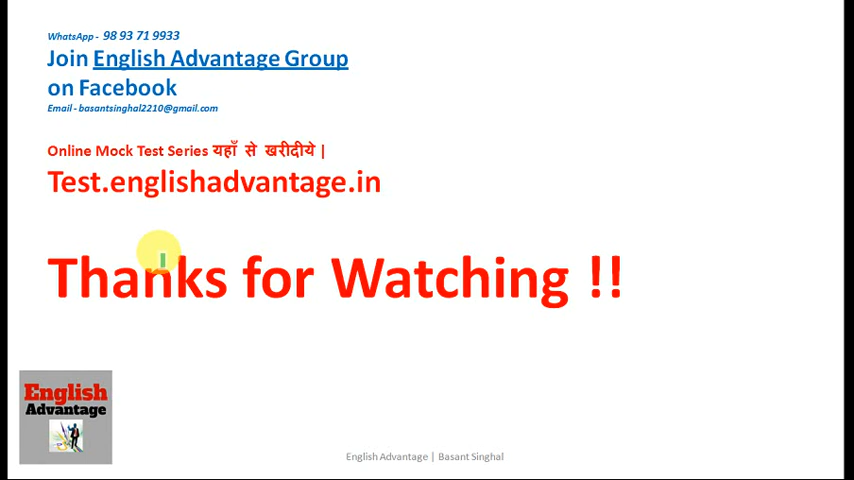 WhatsApp - 98 93 71 9933
Join English Advantage Group
on Facebook
Email - basantsinghal2210@gmail.com
Online Mock Test Series यहाँ से खरीदीये |
Test.englishadvantage.in
Thanks for Watching !!
English
Advantage
English Advantage | Basant Singhal